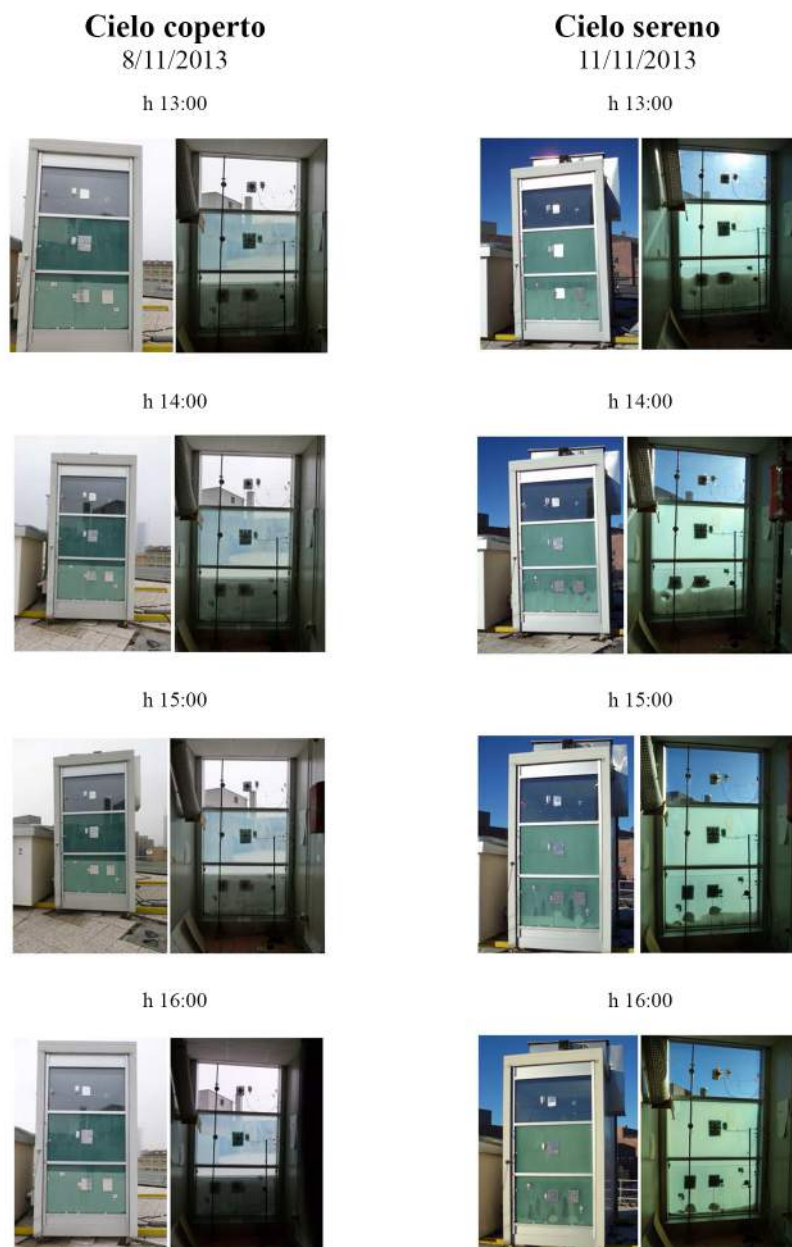 Cielo coperto
8/11/2013
h 13:00
h 14:00
h 15:00
h 16:00
Cielo sereno
11/11/2013
h 13:00
h 14:00
h 15:00
h 16:00